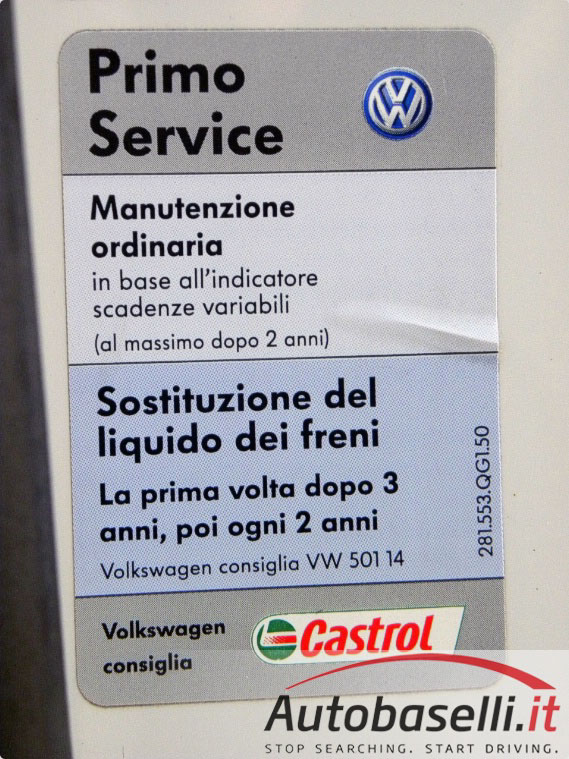 Primo
Service
Manutenzione
ordinaria
in base all'indicatore
scadenze variabili
(al massimo dopo 2 anni)
Sostituzione del
liquido dei freni
La prima volta dopo 3
anni, poi ogni 2 anni
Volkswagen consiglia VW 501 14
281.553.QG1.50
Volkswagen
consiglia
Castrol
Autobaselli.it
STOP SEARCHING. START DRIVING.